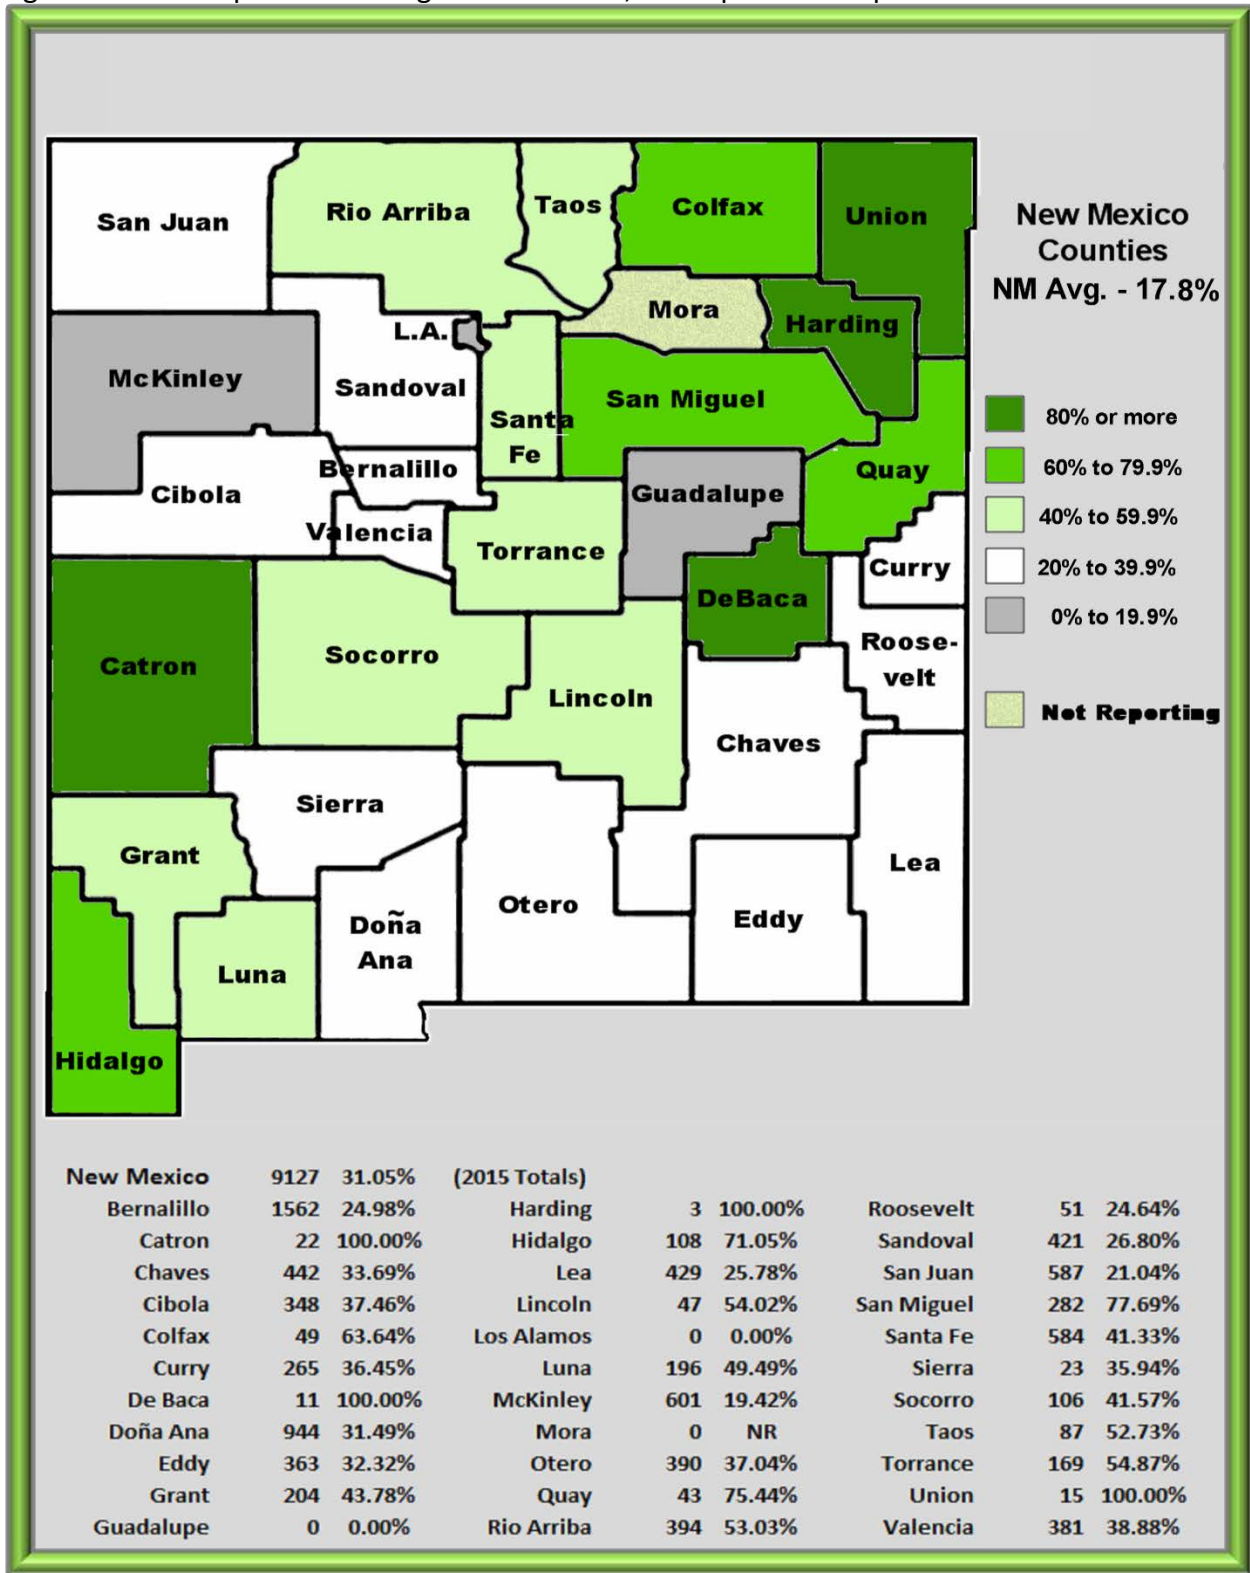 San Juan
Rio Arriba
Taos
Colfax
Union
New Mexico
Counties
NM Avg. - 17.8%
Mora
Harding
L.A.
McKinley
Sandoval
San Miguel
Santa
Fe
80% or more
60% to 79.9%
40% to 59.9%
20% to 39.9%
0% to 19.9%
Not Reporting
Bernalillo
Quay
Cibola
Guadalupe
Valencia
Torrance
Curry
DeBaca
Catron
Socorro
Roose-
velt
Lincoln
Chaves
Sierra
Grant
Lea
Otero
Eddy
Doña
Ana
Luna
Hidalgo
New Mexico 9127 31.05% (2015 Totals)
Bernalillo 1562 24.98% Harding 3 100.00% Roosevelt 51 24.64%
Catron 22 100.00% Hidalgo 108 71.05% Sandoval 421 26.80%
Chaves 442 33.69% Lea 429 25.78% San Juan 587 21.04%
Cibola 348 37.46% Lincoln 47 54.02% San Miguel 282 77.69%
Colfax 49 63.64% Los Alamos 0 0.00% Santa Fe 584 41.33%
Curry 265 36.45% Luna 196 49.49% Sierra 23 35.94%
De Baca 11 100.00% McKinley 601 19.42% Socorro 106 41.57%
Doña Ana 944 31.49% Mora 0 NR Taos 87 52.73%
Eddy 363 32.32% Otero 390 37.04% Torrance 169 54.87%
Grant 204 43.78% Quay 43 75.44% Union 15 100.00%
Guadalupe 0 0.00% Rio Arriba 394 53.03% Valencia 381 38.88%